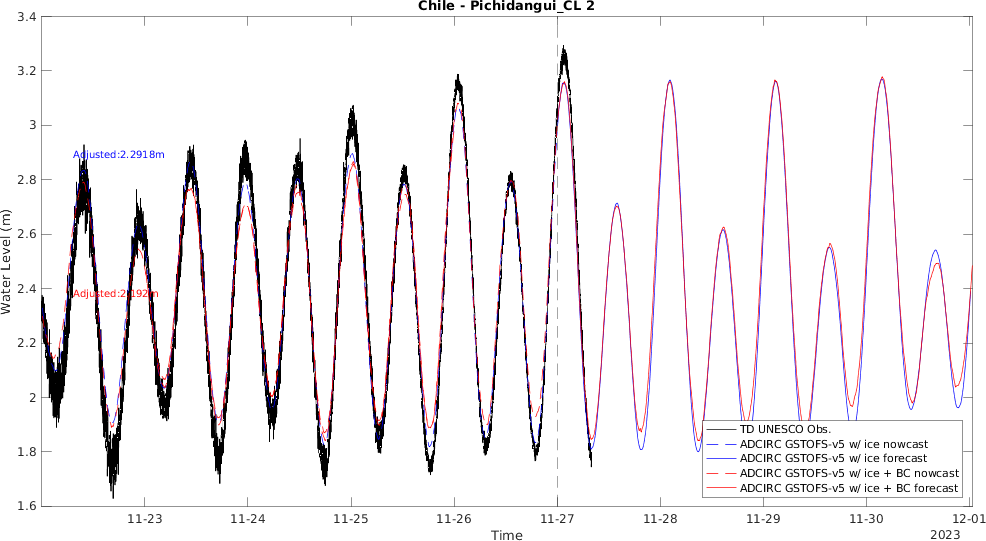 Chile - Pichidangui_CL 2
3.4
3.2
3
2.8
2.6
2.4
2.2
2
1.8
1.6
Water Level (m)
Adjusted:2.2918m
Adjusted:2.192m
TD UNESCO Obs.
ADCIRC GSTOFS-v5 w/ ice nowcast
ADCIRC GSTOFS-v5 w/ ice forecast
ADCIRC GSTOFS-v5 w/ ice + BC nowcast
ADCIRC GSTOFS-v5 w/ ice + BC forecast
11-23
11-24
11-25
11-26
11-27
11-28
11-29
11-30
12-01
Time
2023